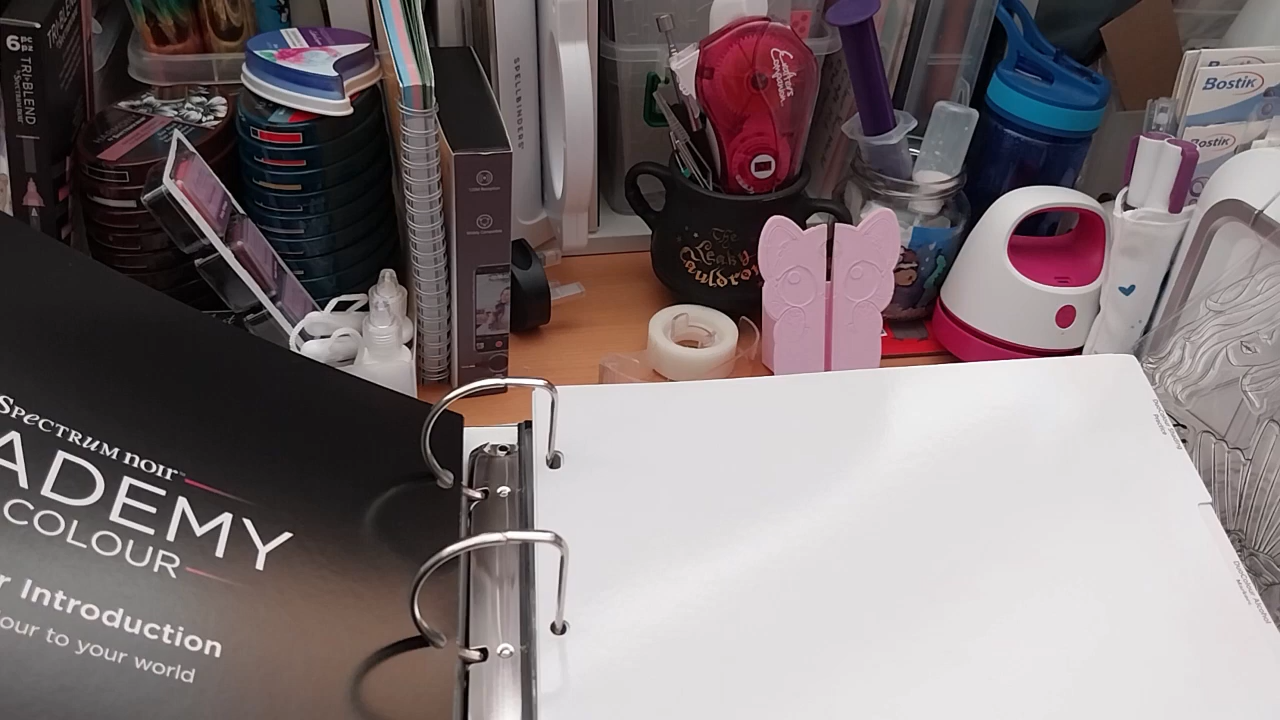 6
TRI-BLEND
BY SPECTRUM NOIR
SPELLBINDERS
Crafter's
Companion
The
Leaky
Cauldron
Bostik
Bostik
SPECTRUM NOIR
ADEMY
COLOUR
r Introduction
our to your world